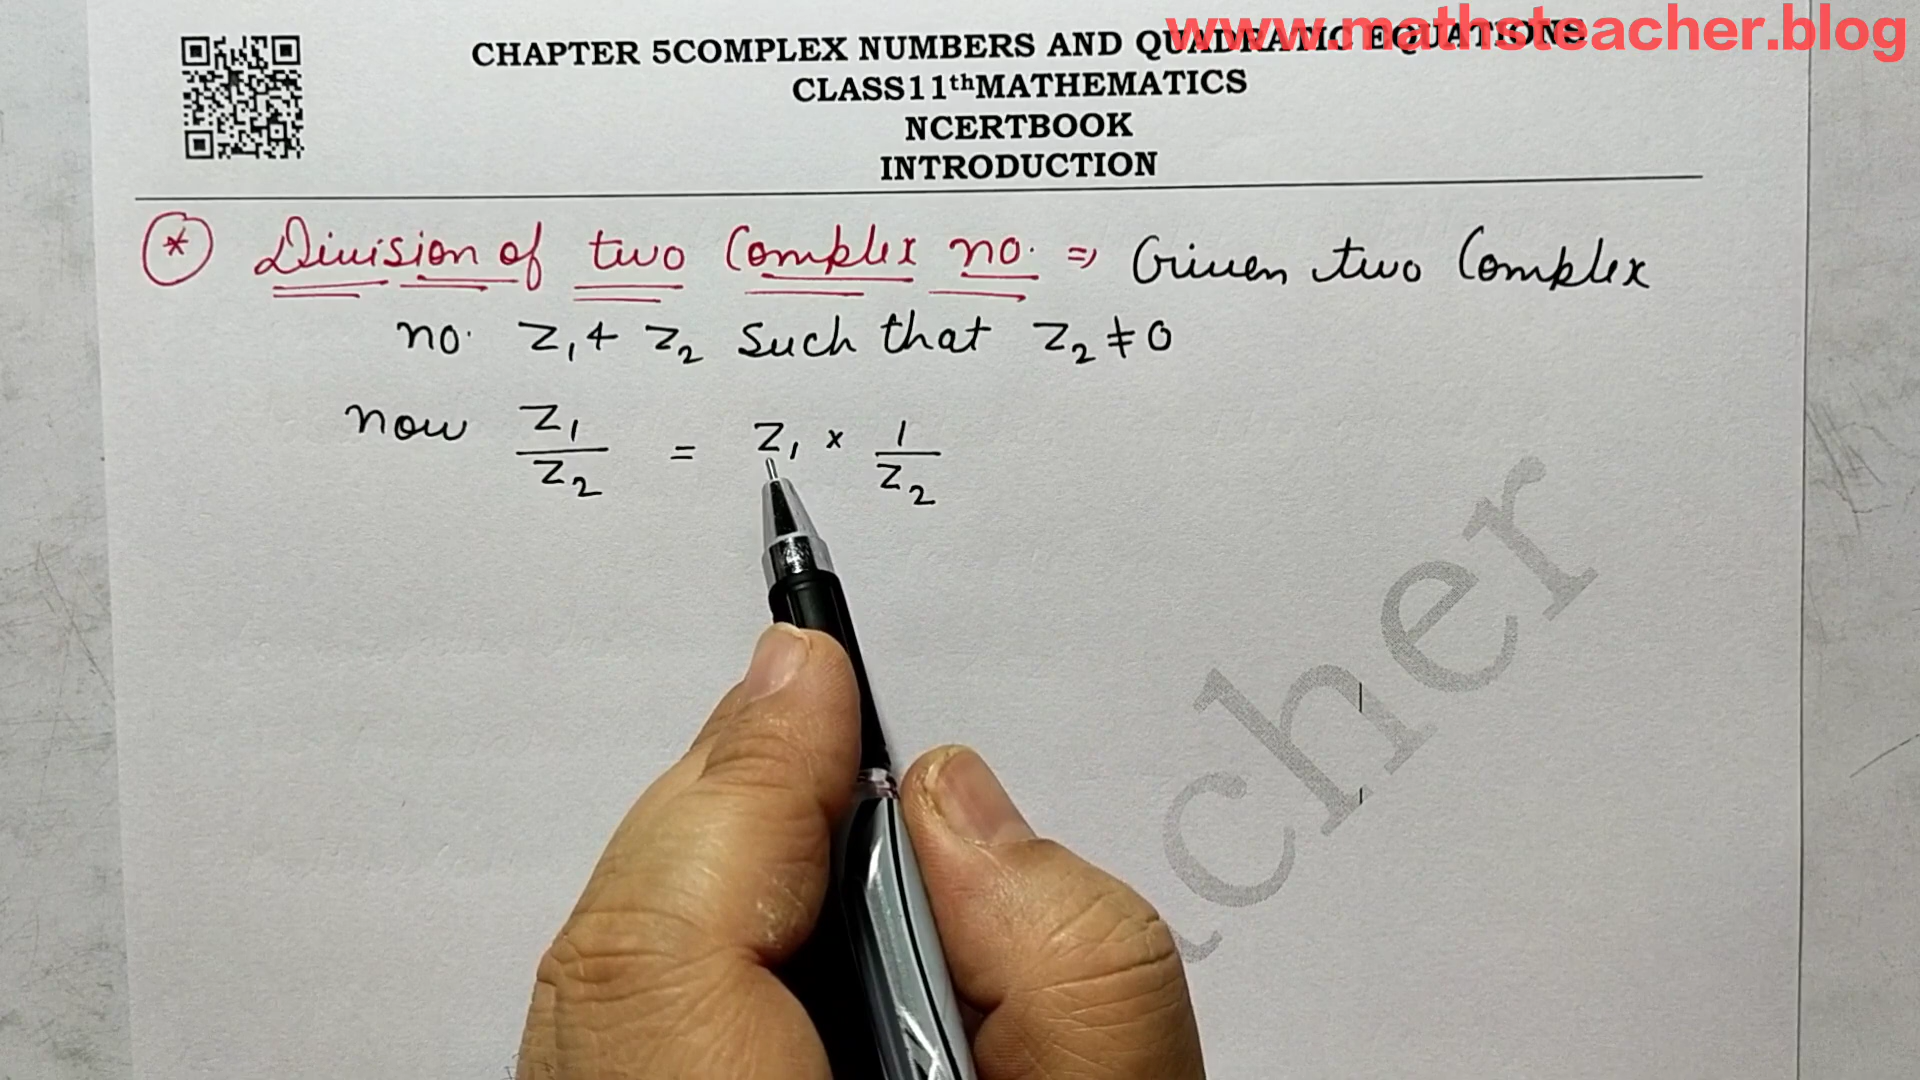 www.mathsteacher.blog
CHAPTER 5COMPLEX NUMBERS AND QUADRATIC EQUATIONS
CLASS11thMATHEMATICS
NCERTBOOK
INTRODUCTION
* Division of two Complex no. ⇒ Given two Complex
no. Z₁ & Z₂ such that Z₂ ≠ 0
now Z₁/Z₂ = Z₁ × 1/Z₂
cher